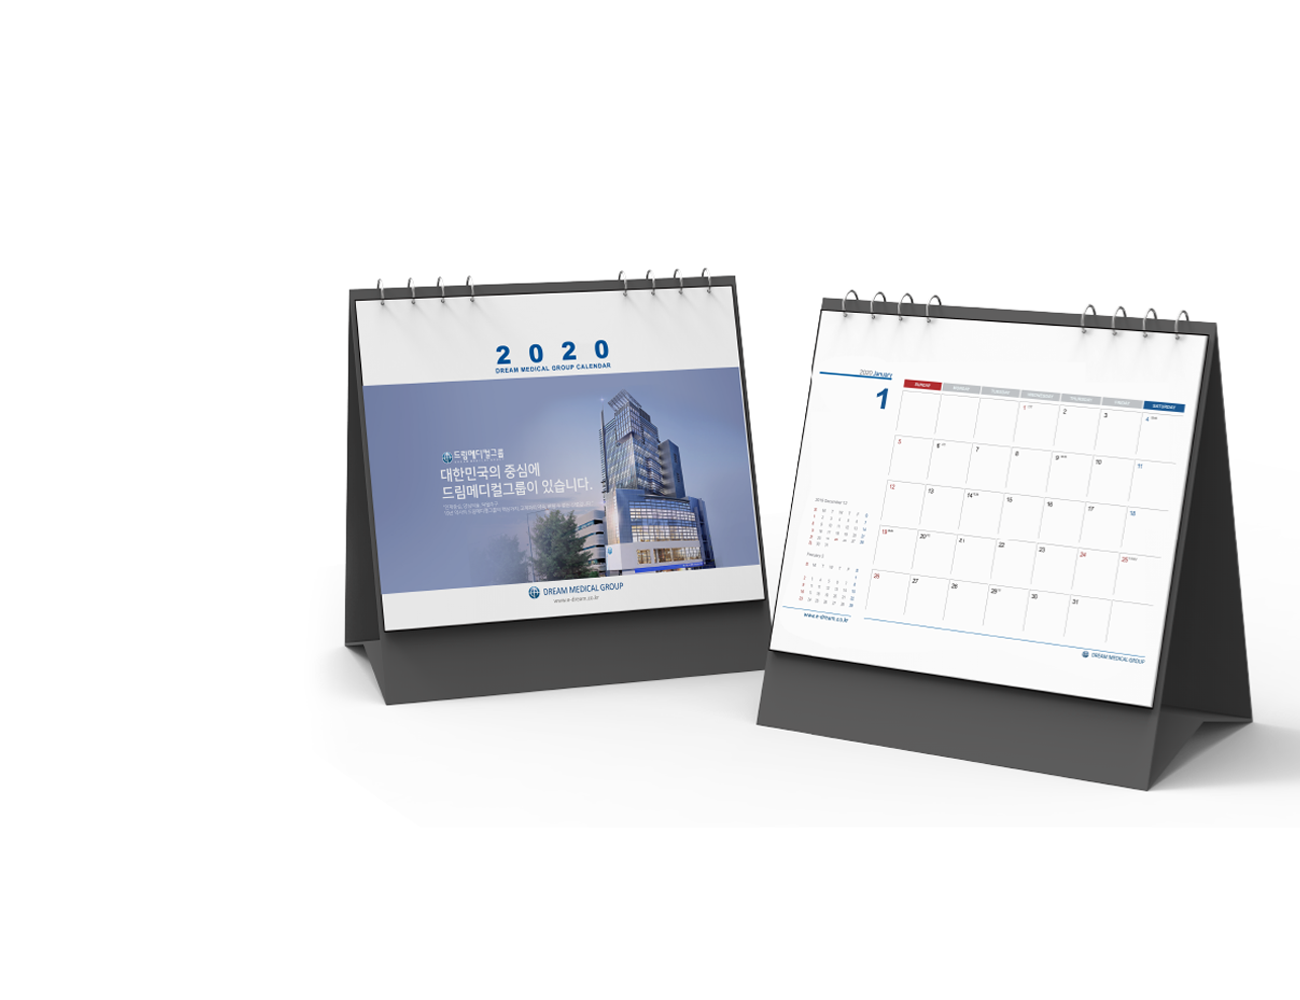 2 0 2 0
DREAM MEDICAL GROUP CALENDAR
드림메디컬그룹
대한민국의 중심에
드림메디컬그룹이 있습니다.
DREAM MEDICAL GROUP
www.e-dream.co.kr
2020 January
1
SUNDAY MONDAY TUESDAY WEDNESDAY THURSDAY FRIDAY SATURDAY
1 2 3 4
5 6 7 8 9 10 11
12 13 14 15 16 17 18
19 20 21 22 23 24 25
26 27 28 29 30 31
2019 December 12
February 2
www.e-dream.co.kr
DREAM MEDICAL GROUP